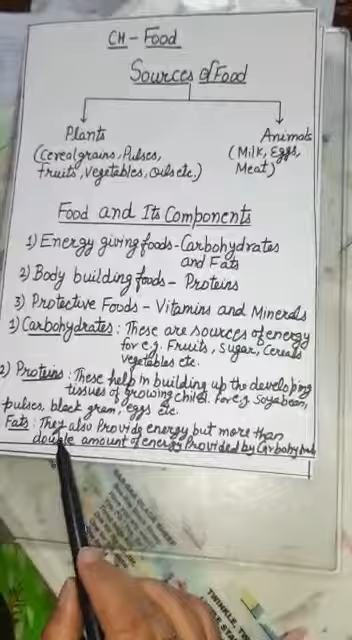 CH - Food
Sources of Food
Plants
(Cereal grains, Pulses,
fruits, vegetables, oils etc.)
Animals
(Milk, Eggs,
Meat)
Food and Its Components
1) Energy giving foods - Carbohydrates
and Fats
2) Body building foods - Proteins
3) Protective Foods - Vitamins and Minerals
1) Carbohydrates : These are sources of energy
for e.g. Fruits, Sugar, Cereals
vegetables etc.
2) Proteins : These help in building up the developing
tissues of growing child. For e.g. Soyabean,
pulses, black gram, eggs etc.
Fats : They also Provide energy but more than
double amount of energy Provided by
TWINKLE, TW